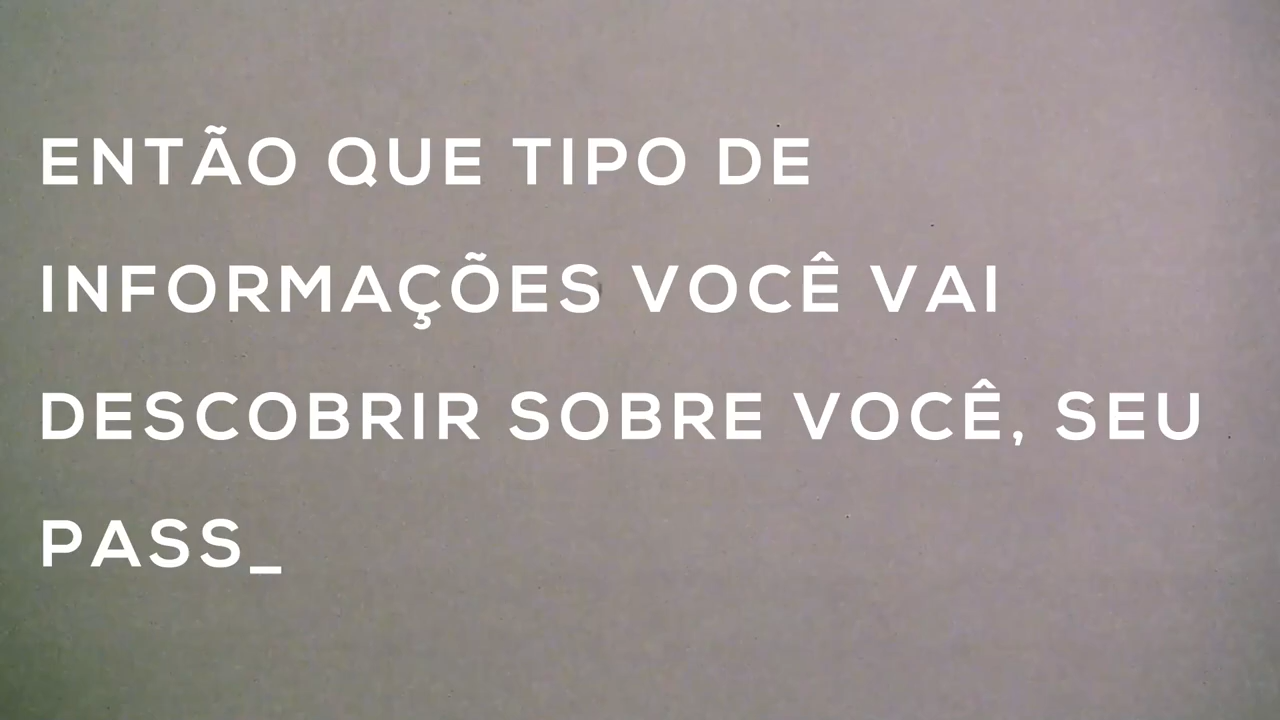 ENTÃO QUE TIPO DE
INFORMAÇÕES VOCÊ VAI
DESCOBRIR SOBRE VOCÊ, SEU
PASS_